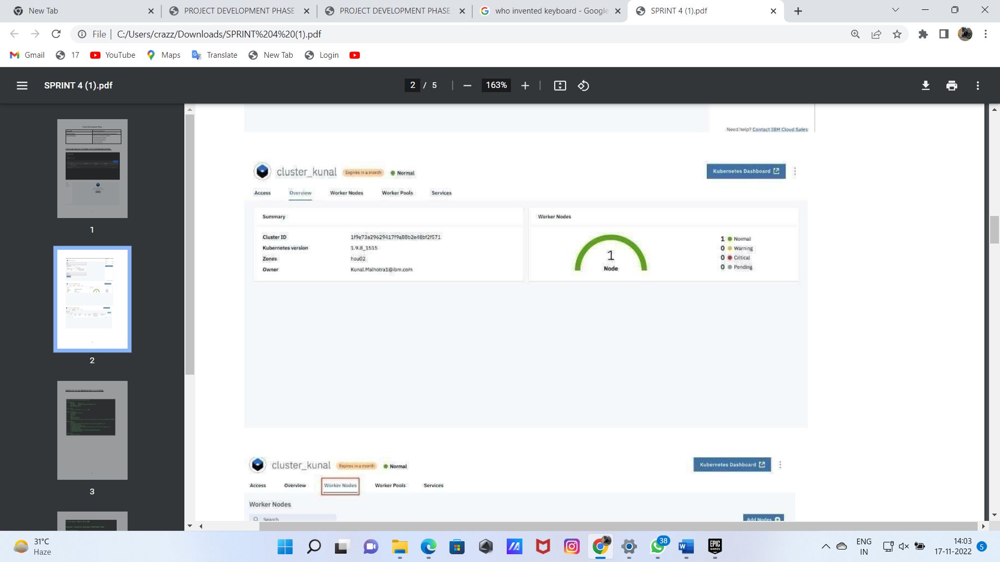 New Tab
PROJECT DEVELOPMENT PHASE
PROJECT DEVELOPMENT PHASE
who invented keyboard - Google
SPRINT 4 (1).pdf
File
C:/Users/crazz/Downloads/SPRINT%204%20(1).pdf
Gmail
17
YouTube
Maps
Translate
New Tab
Login
SPRINT 4 (1).pdf
2 / 5
163%
Need help? Contact IBM Cloud Sales
cluster_kunal
Expires in a month
Normal
Kubernetes Dashboard
Access
Overview
Worker Nodes
Worker Pools
Services
Summary
Cluster ID 1f9e73a29629417f9a88b2e48bf2f571
Kubernetes version 1.9.8_1515
Zones hou02
Owner Kunal.Malhotra1@ibm.com
Worker Nodes
1
Node
1 Normal
0 Warning
0 Critical
0 Pending
cluster_kunal
Expires in a month
Normal
Kubernetes Dashboard
Access
Overview
Worker Nodes
Worker Pools
Services
Worker Nodes
Search
Add Nodes
1
2
DEPLOY IN KUBERNETES CLUSTER:
3
31°C
Haze
38
EPIC
GAMES
ENG
IN
14:03
17-11-2022
5